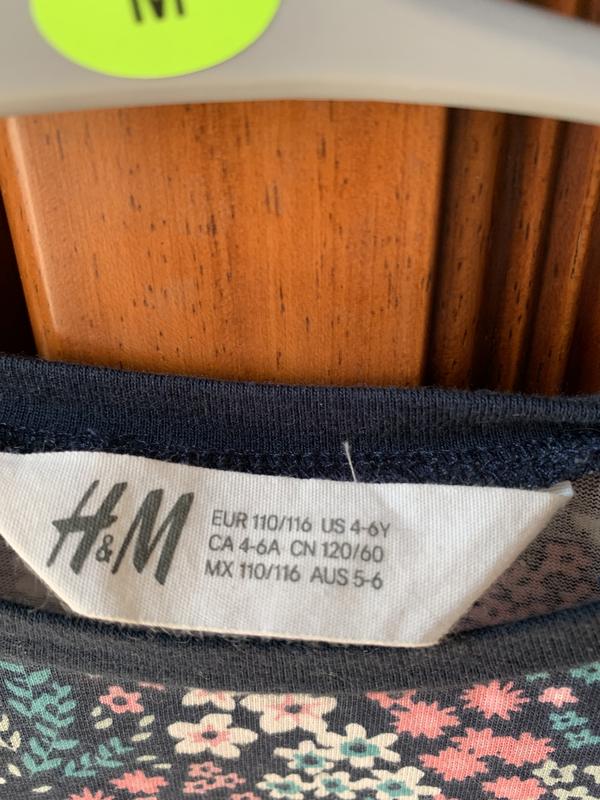 M
H&M
EUR 110/116 US 4-6Y
CA 4-6A CN 120/60
MX 110/116 AUS 5-6